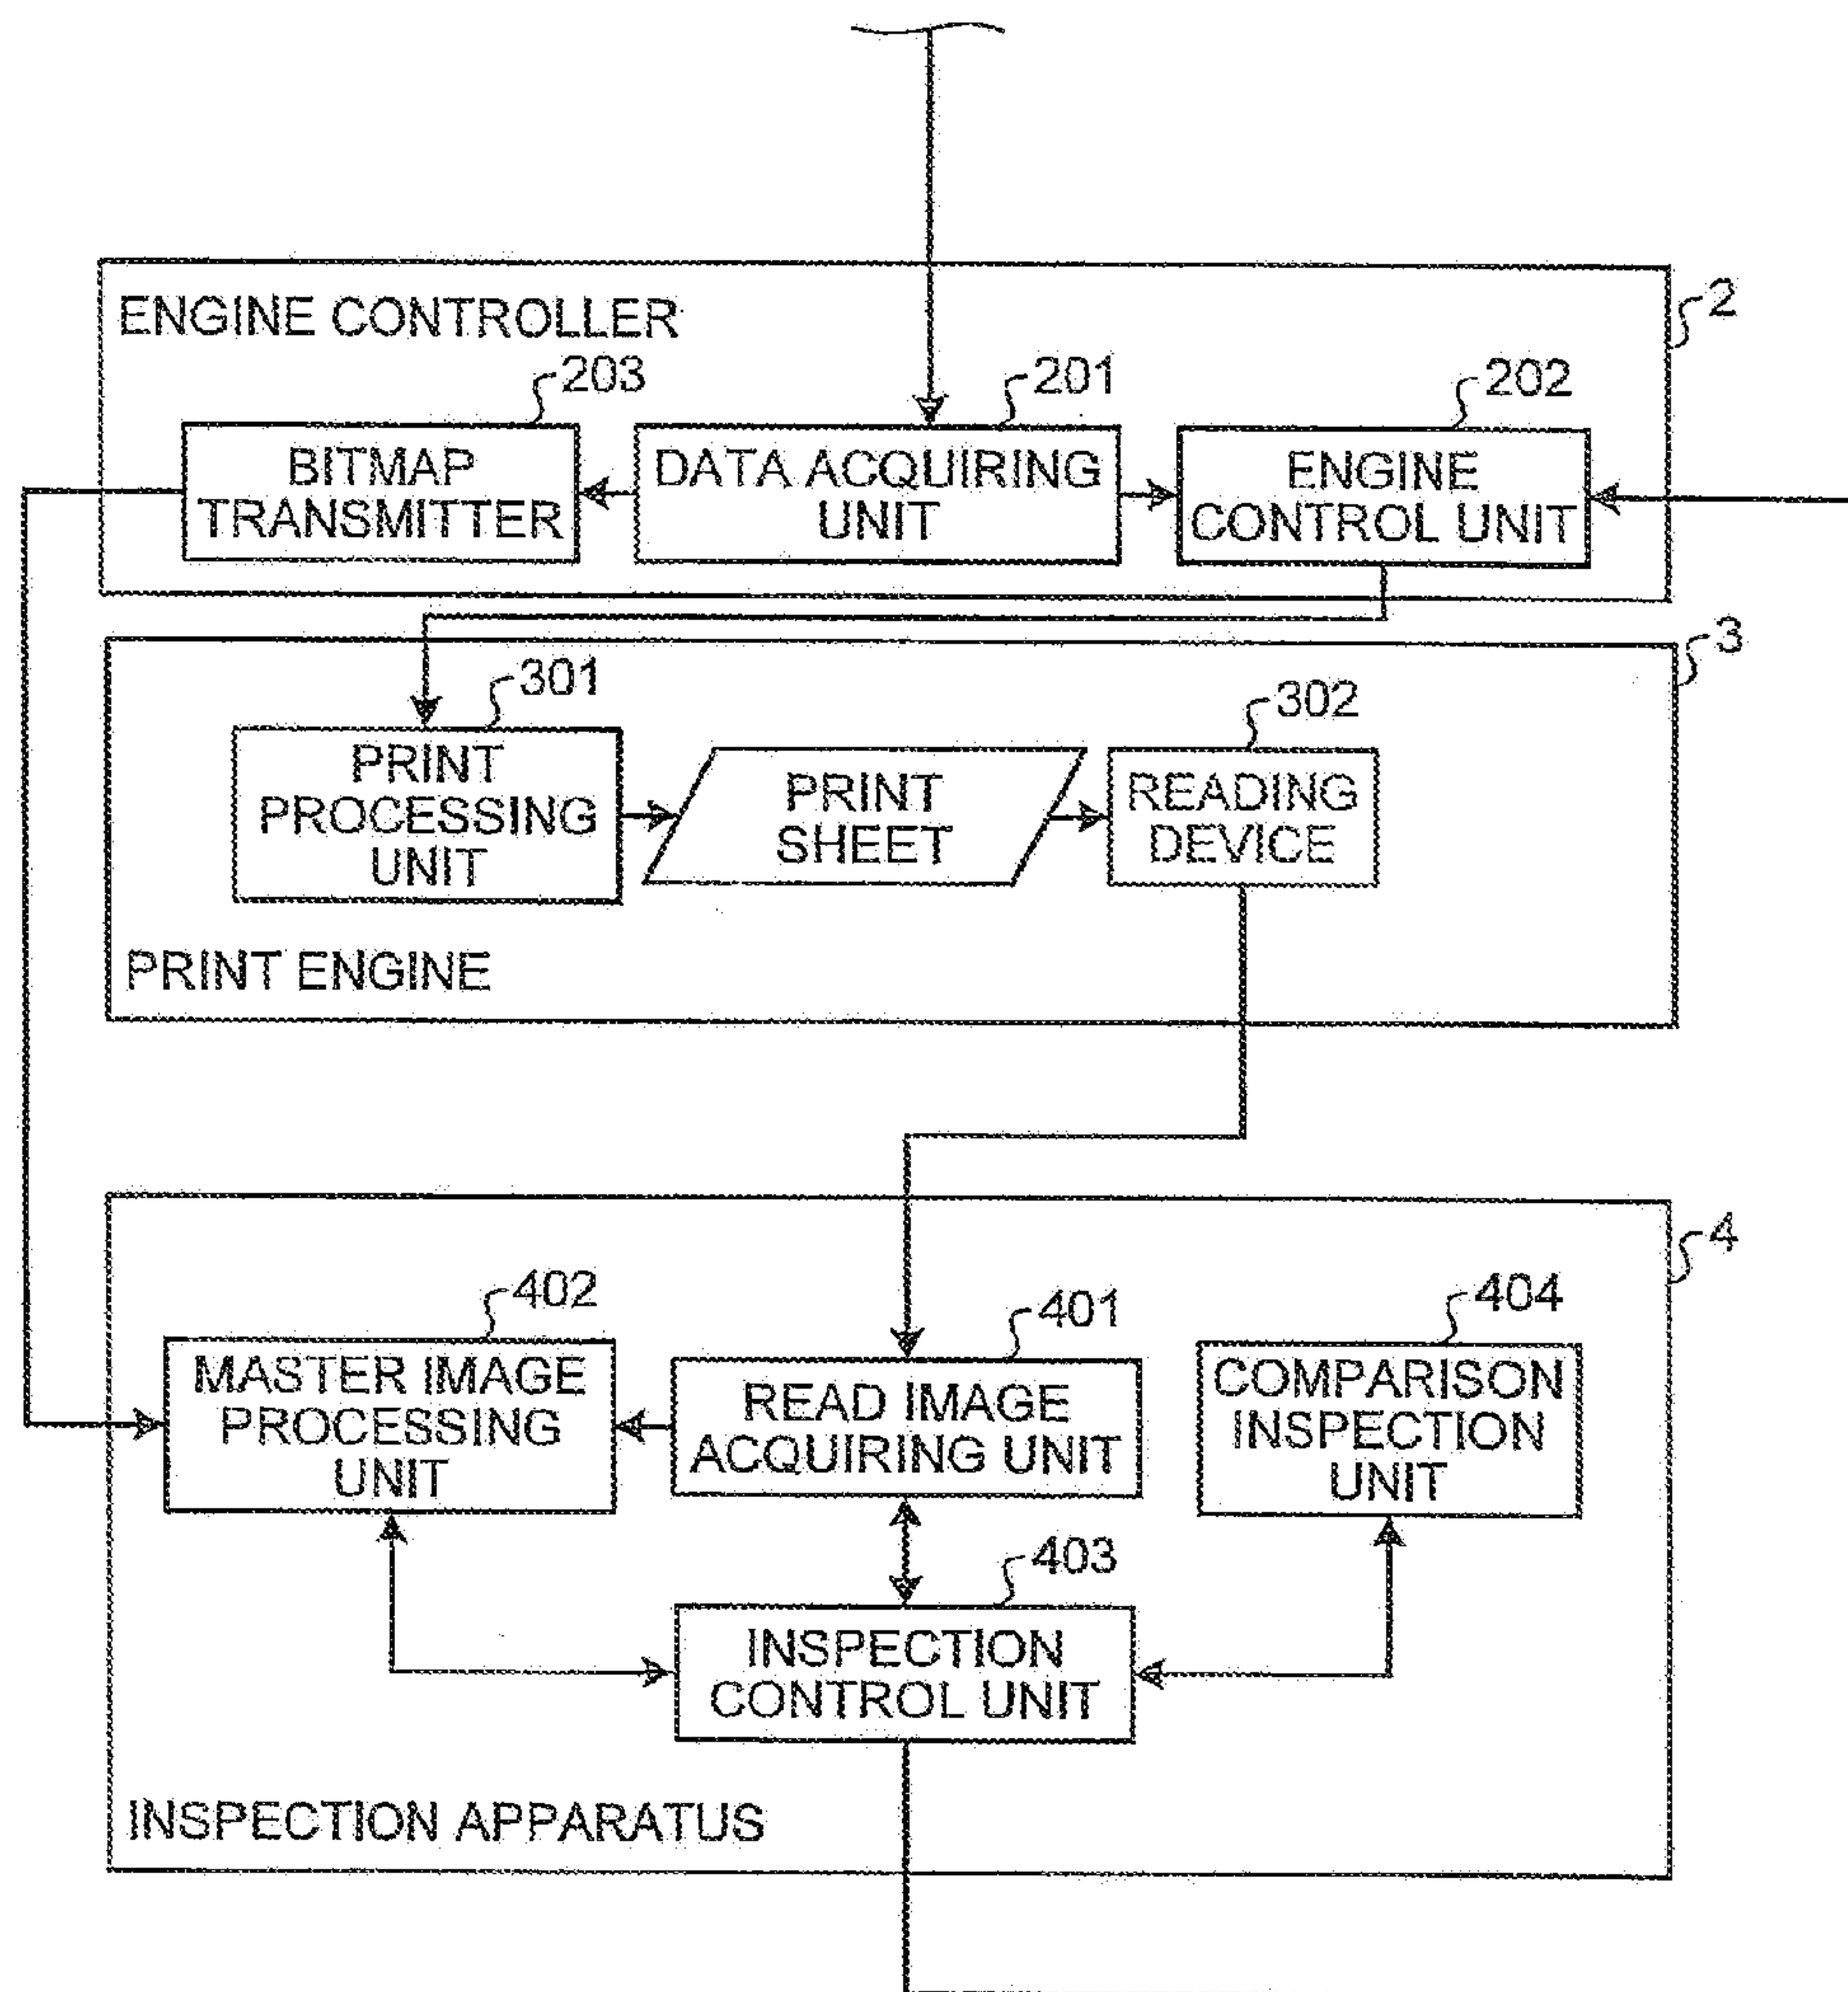 ENGINE CONTROLLER
2
203
201
202
BITMAP
TRANSMITTER
DATA ACQUIRING
UNIT
ENGINE
CONTROL UNIT
3
301
302
PRINT
PROCESSING
UNIT
PRINT
SHEET
READING
DEVICE
PRINT ENGINE
4
402
401
404
MASTER IMAGE
PROCESSING
UNIT
READ IMAGE
ACQUIRING UNIT
COMPARISON
INSPECTION
UNIT
403
INSPECTION
CONTROL UNIT
INSPECTION APPARATUS